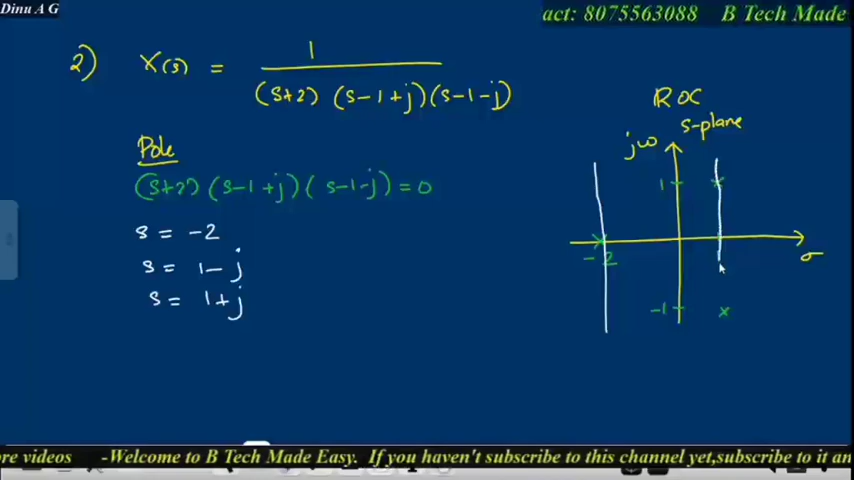 Dinu A G
act: 8075563088 B Tech Made
2) X(s) = 1 / (s+2) (s-1+j)(s-1-j)
ROC
s-plane
jω
Pole
(s+2) (s-1+j)(s-1-j) = 0
1
s = -2
σ
-2
s = 1-j
s = 1+j
-1
ore videos -Welcome to B Tech Made Easy. If you haven't subscribe to this channel yet,subscribe to it an